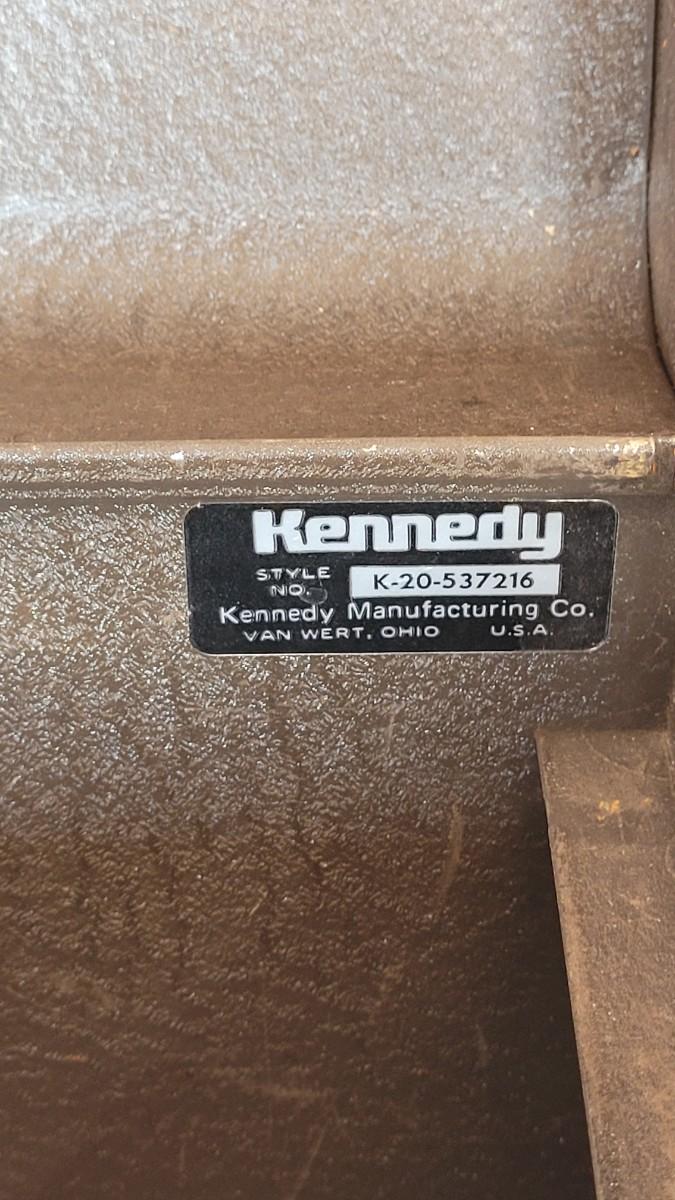 Kennedy
STYLE
NO. K-20-537216
Kennedy Manufacturing Co.
VAN WERT, OHIO U.S.A.